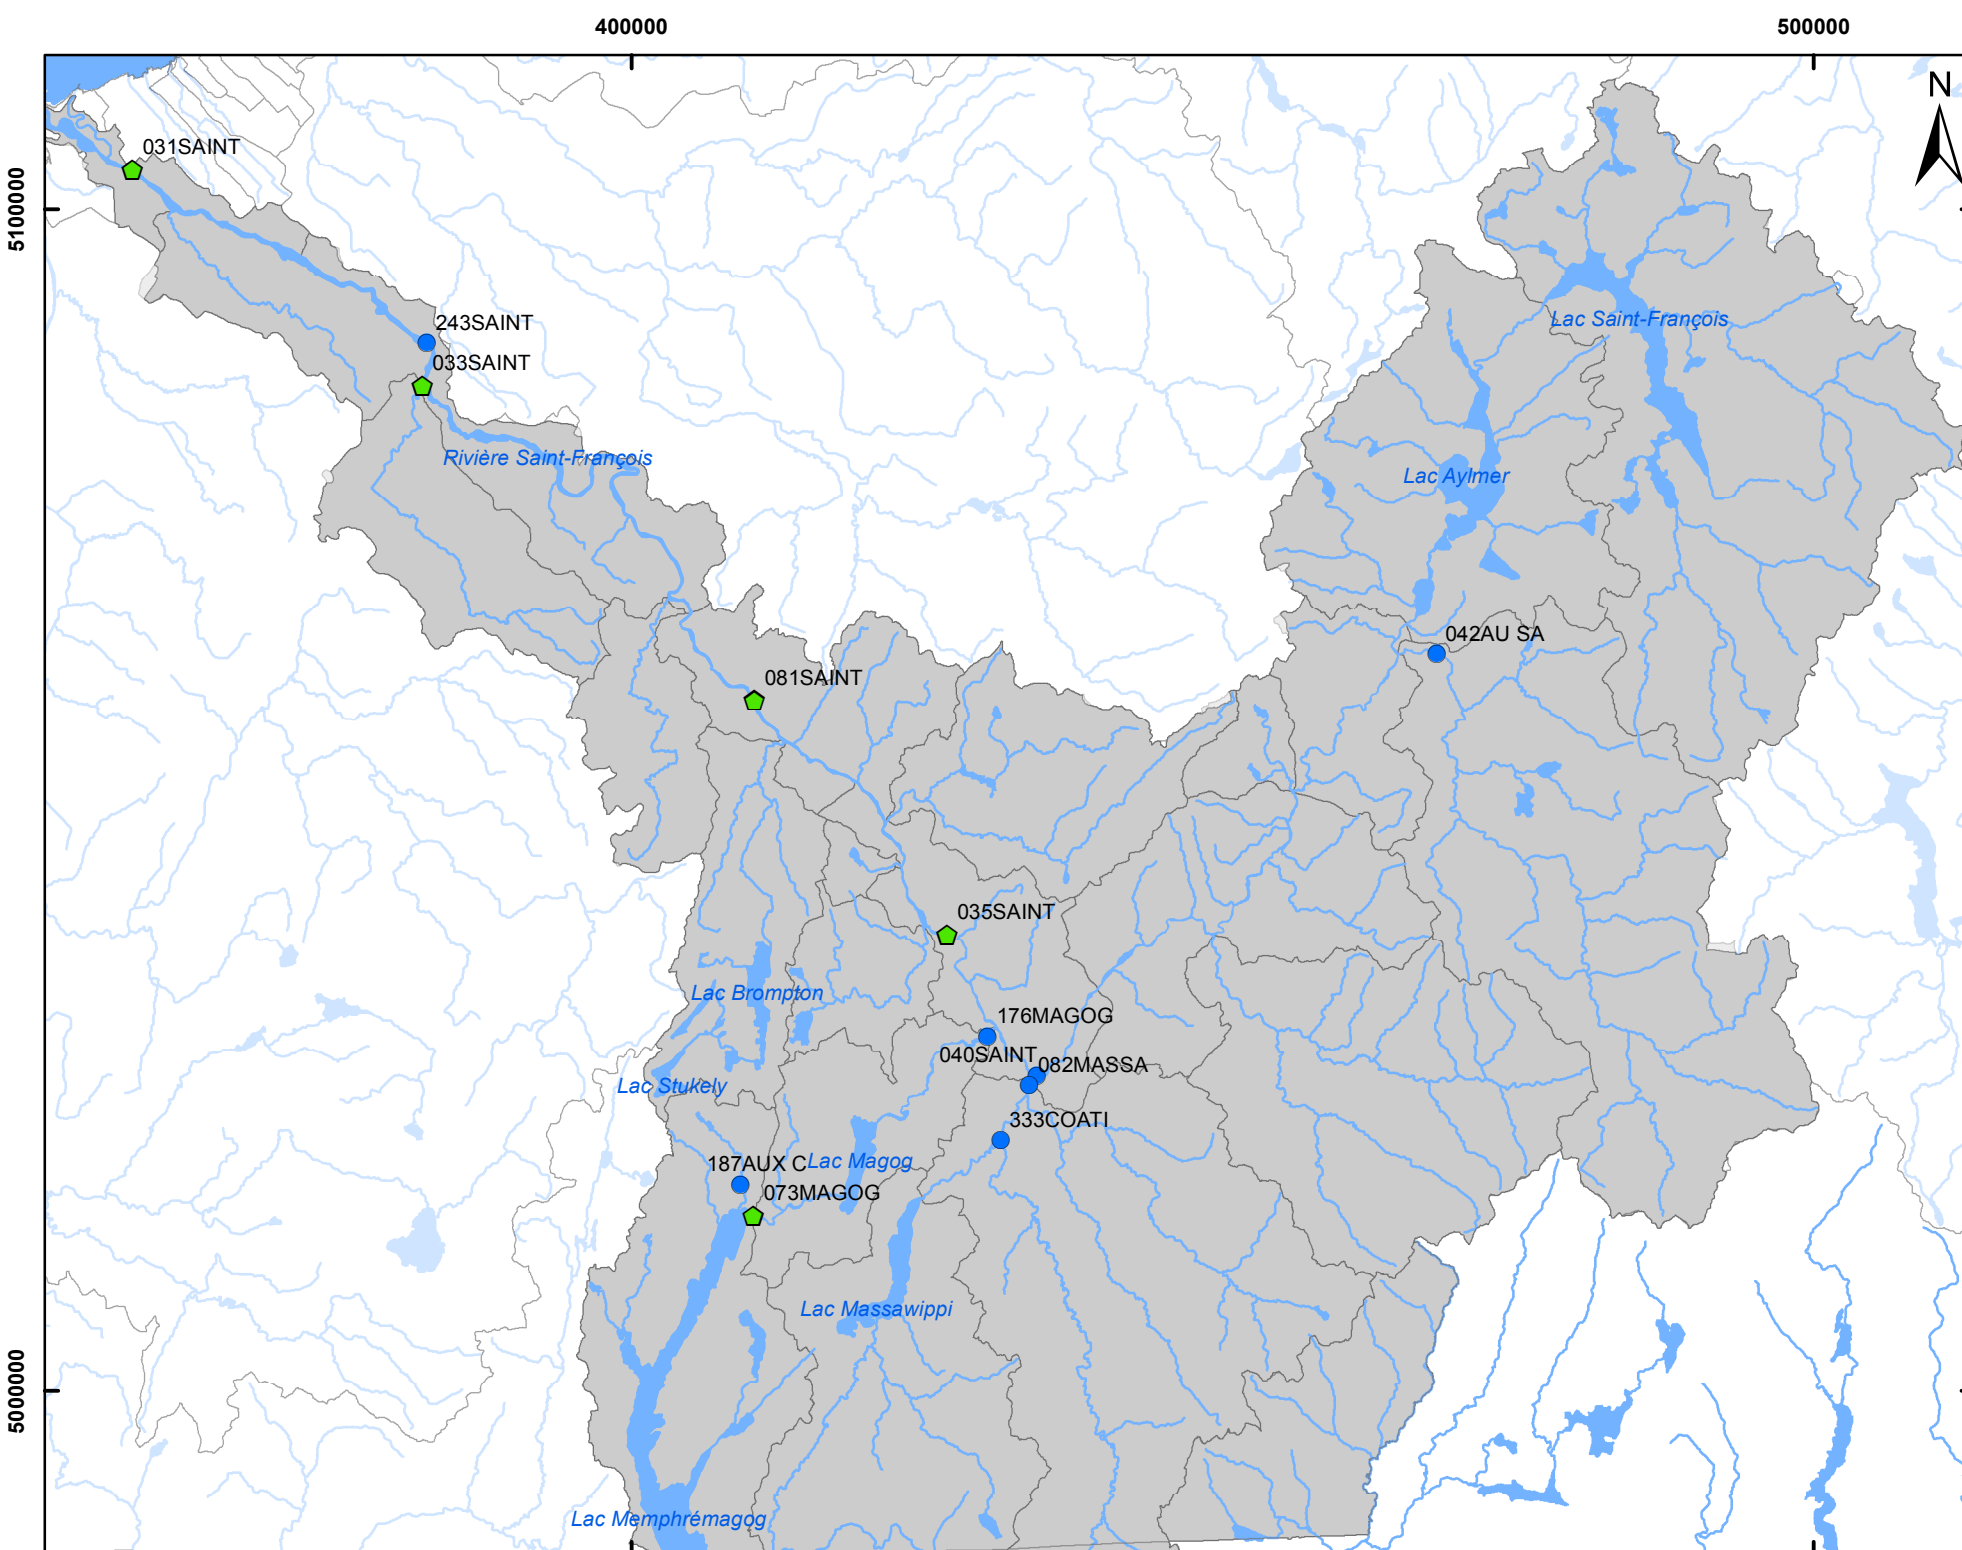 400000
500000
N
031SAINT
5100000
243SAINT
Lac Saint-François
033SAINT
Rivière Saint-François
Lac Aylmer
042AU SA
081SAINT
035SAINT
Lac Brompton
176MAGOG
040SAINT
082MASSA
Lac Stukely
333COATI
187AUX C
Lac Magog
073MAGOG
Lac Massawippi
5000000
Lac Memphrémagog